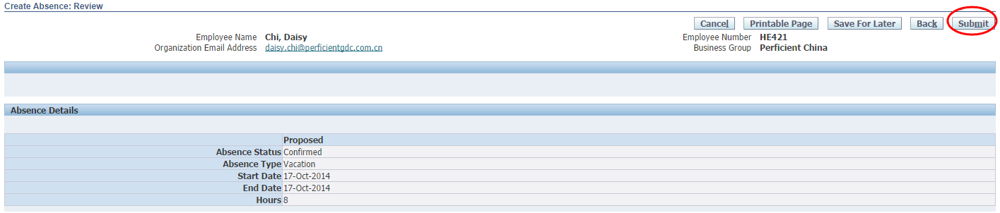 Create Absence: Review
Cancel Printable Page Save For Later Back Submit
Employee Name Chi, Daisy Employee Number HE421
Organization Email Address daisy.chi@perficientgdc.com.cn Business Group Perficient China
Absence Details
Proposed
Absence Status Confirmed
Absence Type Vacation
Start Date 17-Oct-2014
End Date 17-Oct-2014
Hours 8